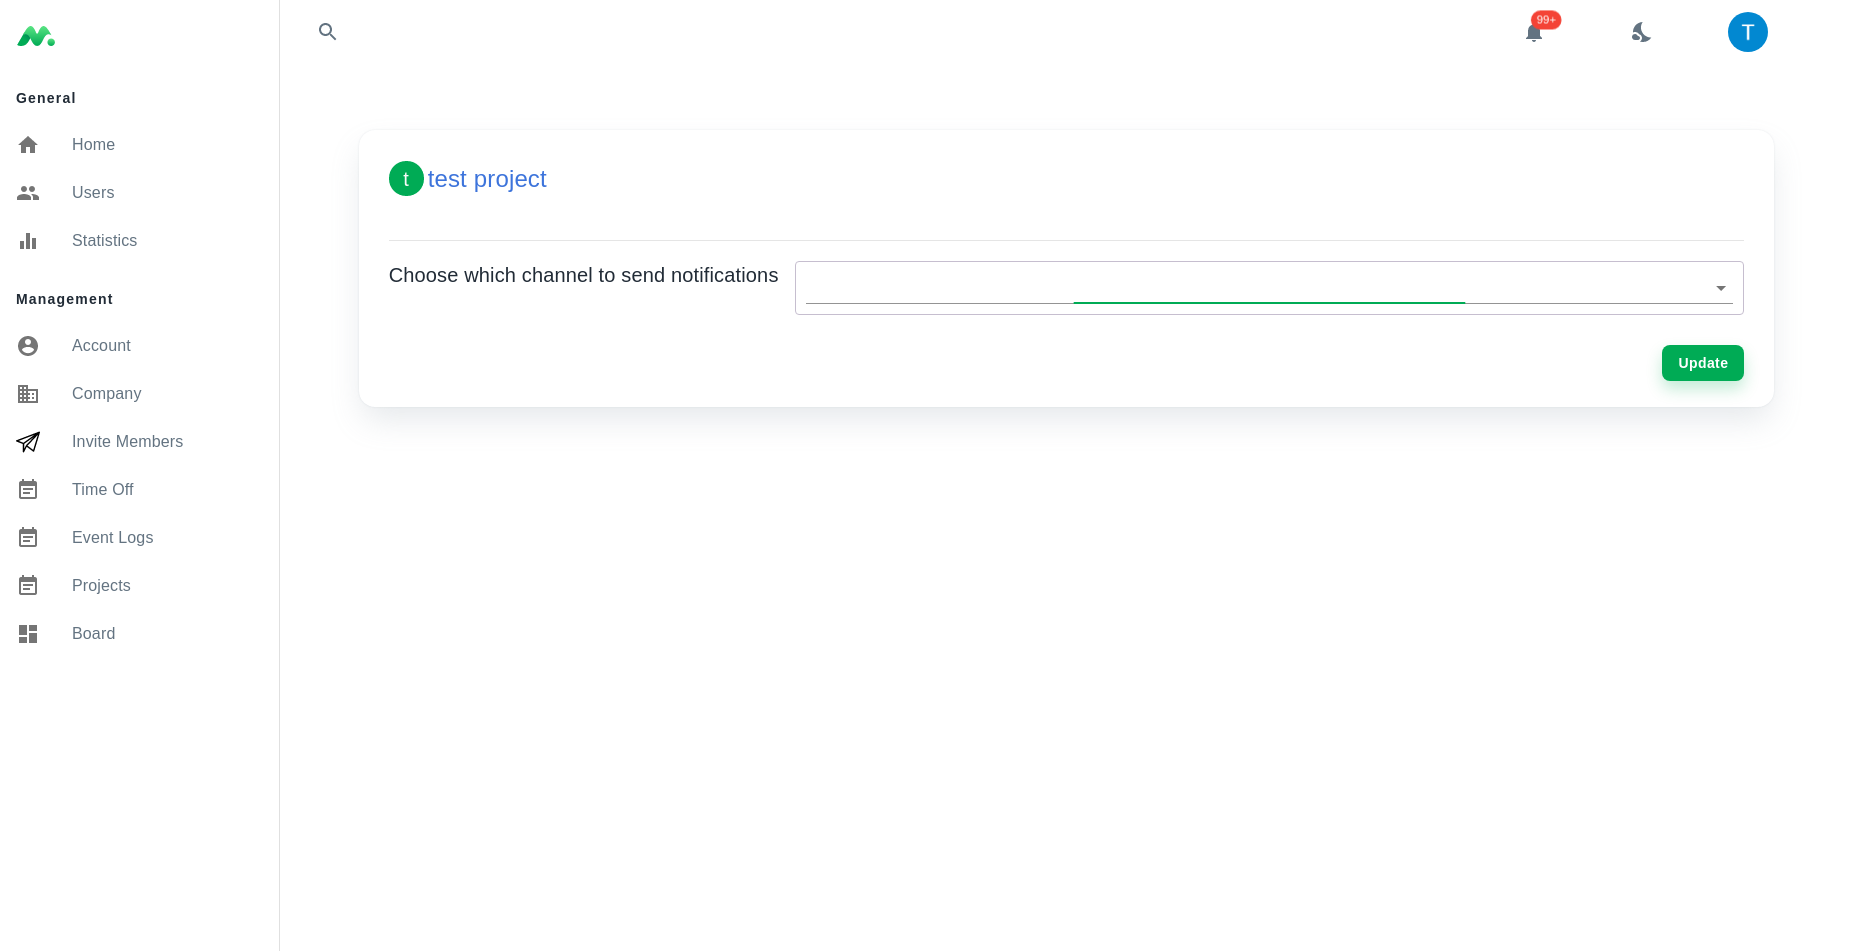 99+
T
General
Home
Users
Statistics
Management
Account
Company
Invite Members
Time Off
Event Logs
Projects
Board
t test project
Choose which channel to send notifications
Update